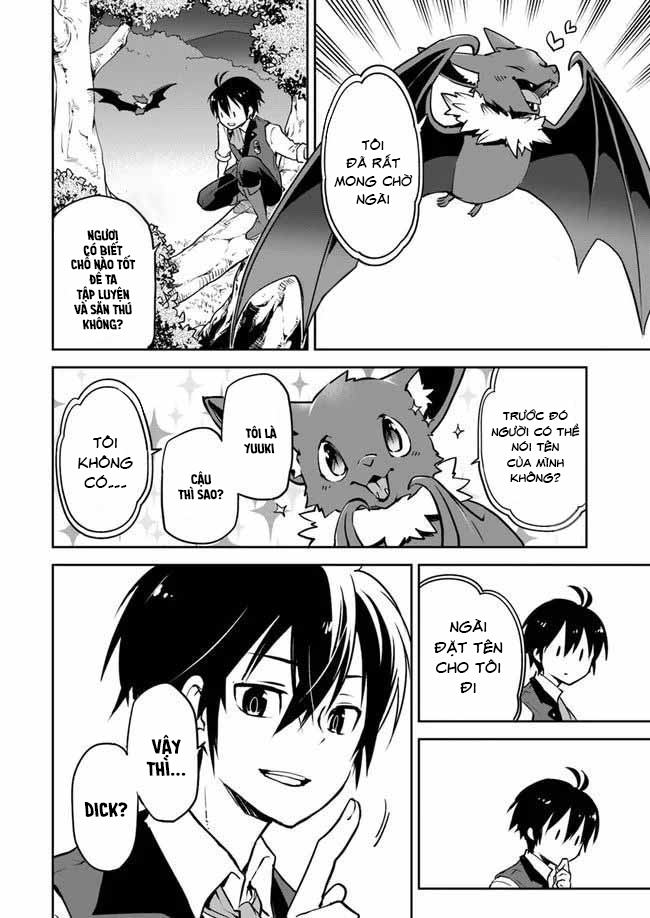 TÔI
ĐÃ RẤT
MONG CHỜ
NGÀI
NGƯƠI
CÓ BIẾT
CHỖ NÀO TỐT
ĐỂ TA
TẬP LUYỆN
VÀ SĂN THÚ
KHÔNG?
TRƯỚC ĐÓ
NGƯỜI CÓ THỂ
NÓI TÊN
CỦA MÌNH
KHÔNG?
TÔI LÀ
YUUKI
CẬU
THÌ SAO?
TÔI
KHÔNG
CÓ...
NGÀI
ĐẶT TÊN
CHO TÔI
ĐI
VẬY
THÌ...
DICK?